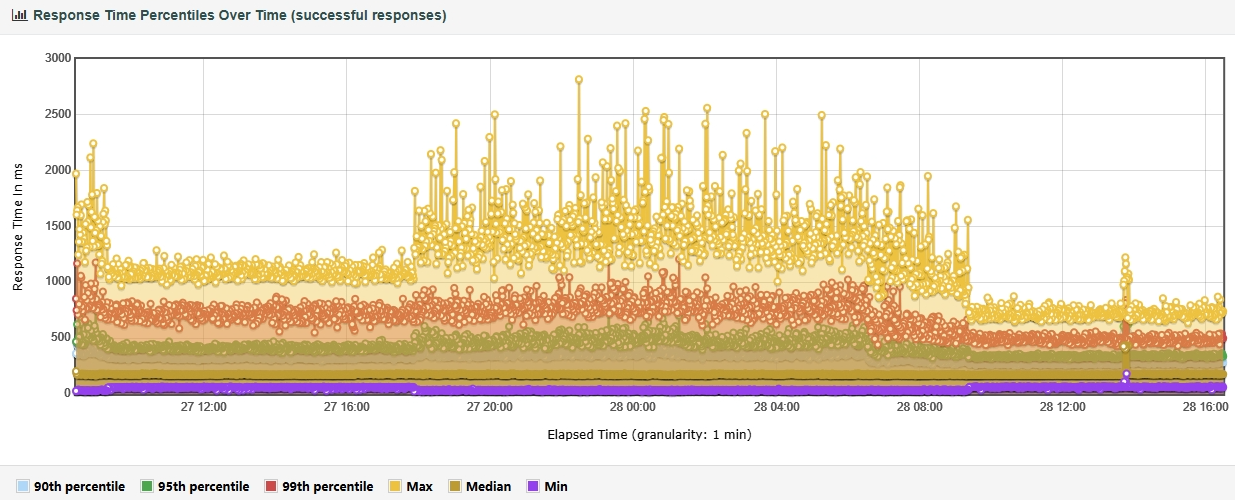 Response Time Percentiles Over Time (successful responses)
3000
2500
2000
1500
1000
500
0
Response Time In ms
27 12:00 27 16:00 27 20:00 28 00:00 28 04:00 28 08:00 28 12:00 28 16:00
Elapsed Time (granularity: 1 min)
90th percentile 95th percentile 99th percentile Max Median Min